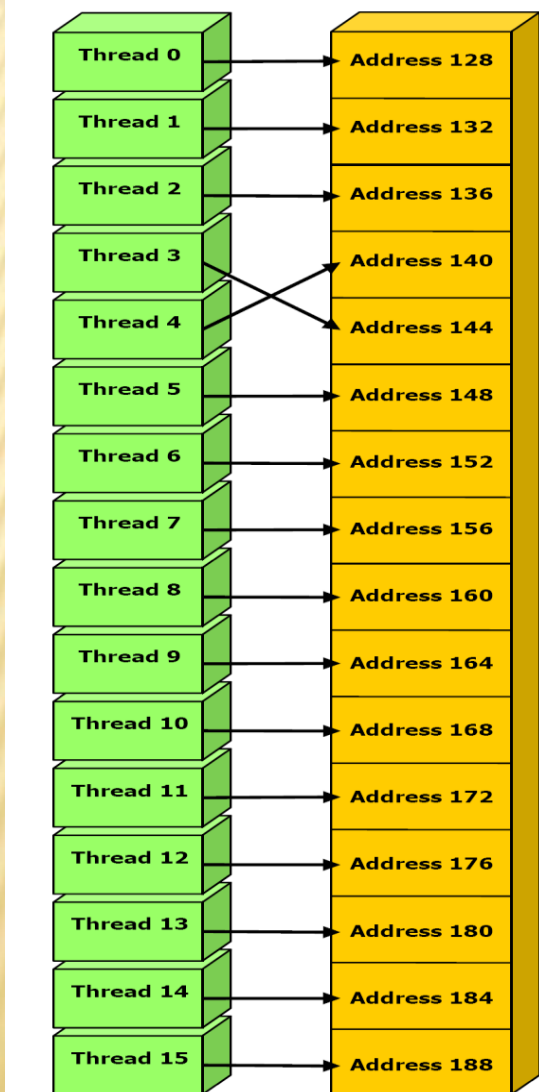 Thread 0
Address 128
Thread 1
Address 132
Thread 2
Address 136
Thread 3
Address 140
Thread 4
Address 144
Thread 5
Address 148
Thread 6
Address 152
Thread 7
Address 156
Thread 8
Address 160
Thread 9
Address 164
Thread 10
Address 168
Thread 11
Address 172
Thread 12
Address 176
Thread 13
Address 180
Thread 14
Address 184
Thread 15
Address 188